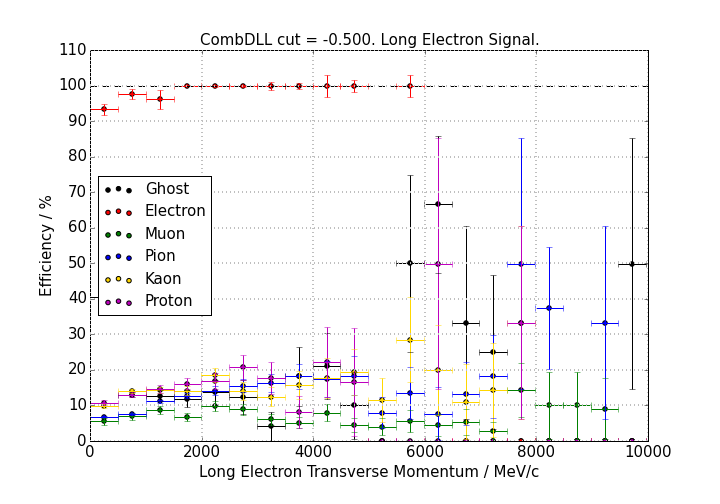 CombDLL cut = -0.500. Long Electron Signal.
110
100
90
80
70
60
50
40
30
20
10
0
Efficiency / %
Ghost
Electron
Muon
Pion
Kaon
Proton
0 2000 4000 6000 8000 10000
Long Electron Transverse Momentum / MeV/c